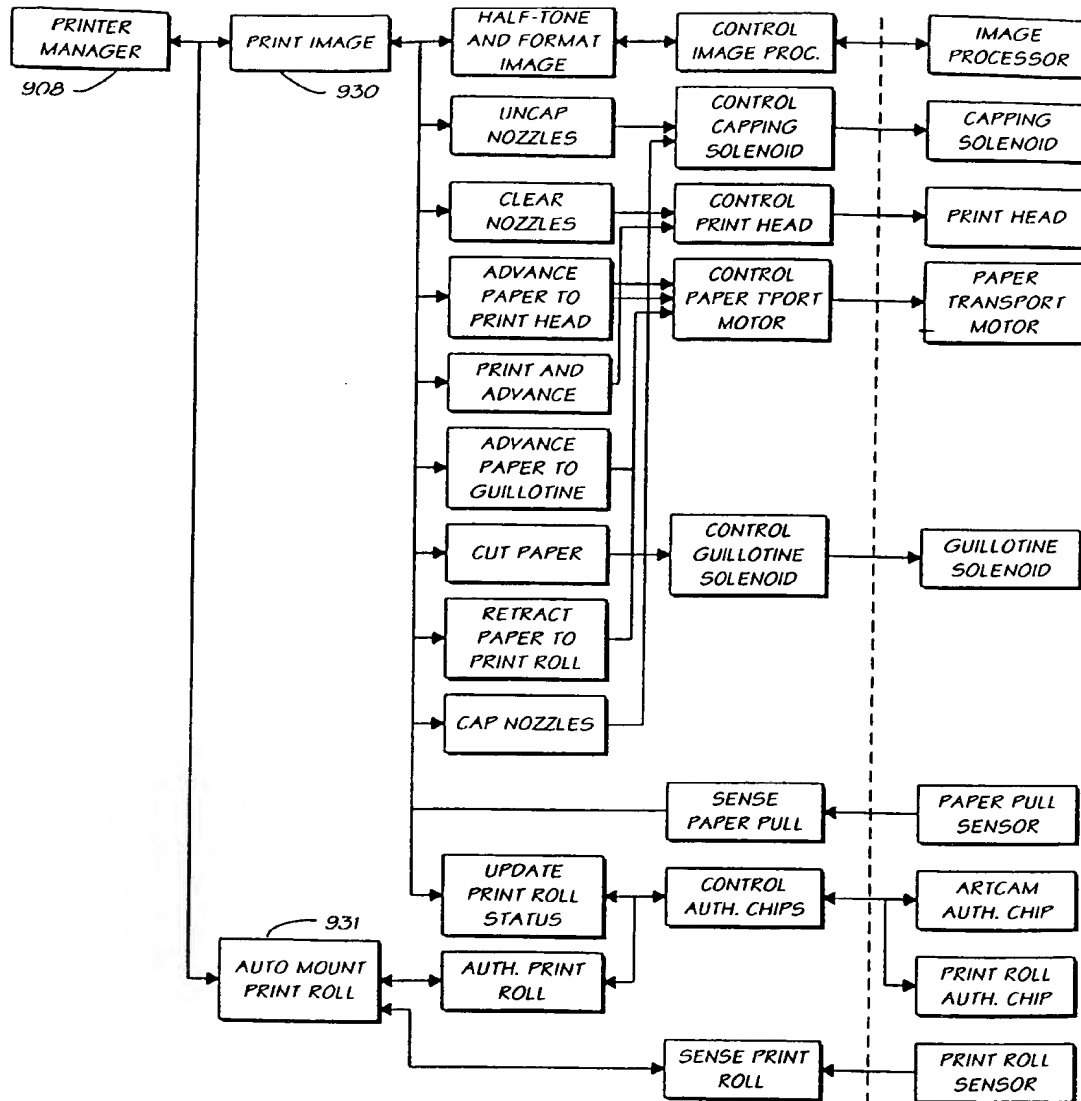 PRINTER
MANAGER
908
PRINT IMAGE
930
HALF-TONE
AND FORMAT
IMAGE
CONTROL
IMAGE PROC.
IMAGE
PROCESSOR
UNCAP
NOZZLES
CONTROL
CAPPING
SOLENOID
CAPPING
SOLENOID
CLEAR
NOZZLES
CONTROL
PRINT HEAD
PRINT HEAD
ADVANCE
PAPER TO
PRINT HEAD
CONTROL
PAPER T'PORT
MOTOR
PAPER
TRANSPORT
MOTOR
PRINT AND
ADVANCE
ADVANCE
PAPER TO
GUILLOTINE
CUT PAPER
CONTROL
GUILLOTINE
SOLENOID
GUILLOTINE
SOLENOID
RETRACT
PAPER TO
PRINT ROLL
CAP NOZZLES
SENSE
PAPER PULL
PAPER PULL
SENSOR
UPDATE
PRINT ROLL
STATUS
CONTROL
AUTH. CHIPS
ARTCAM
AUTH. CHIP
931
AUTO MOUNT
PRINT ROLL
AUTH. PRINT
ROLL
PRINT ROLL
AUTH. CHIP
SENSE PRINT
ROLL
PRINT ROLL
SENSOR